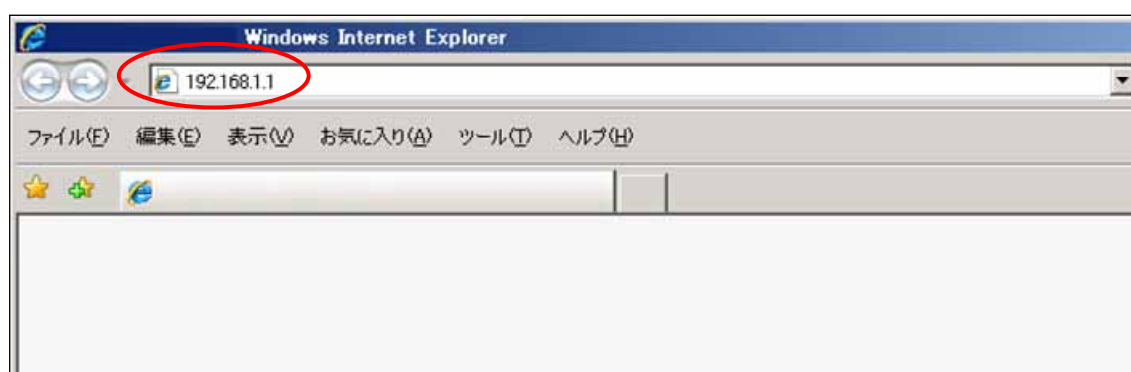 Windows Internet Explorer
192.168.1.1
ファイル(F) 編集(E) 表示(V) お気に入り(A) ツール(T) ヘルプ(H)